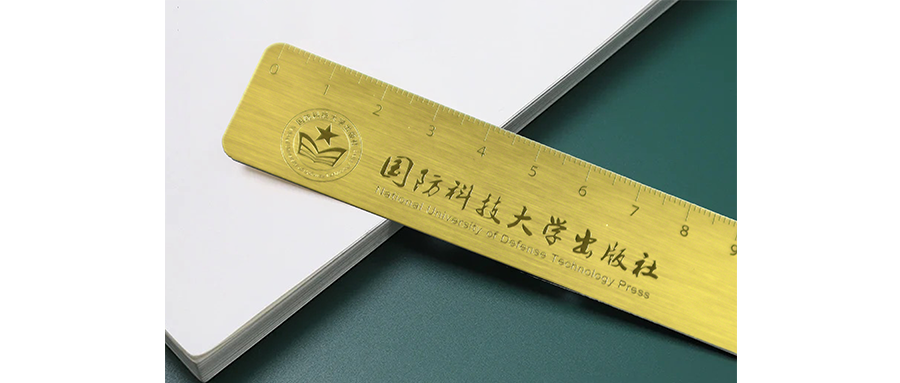 0 1 2 3 4 5 6 7 8 9
国防科技大学出版社
National University of Defense Technology Press